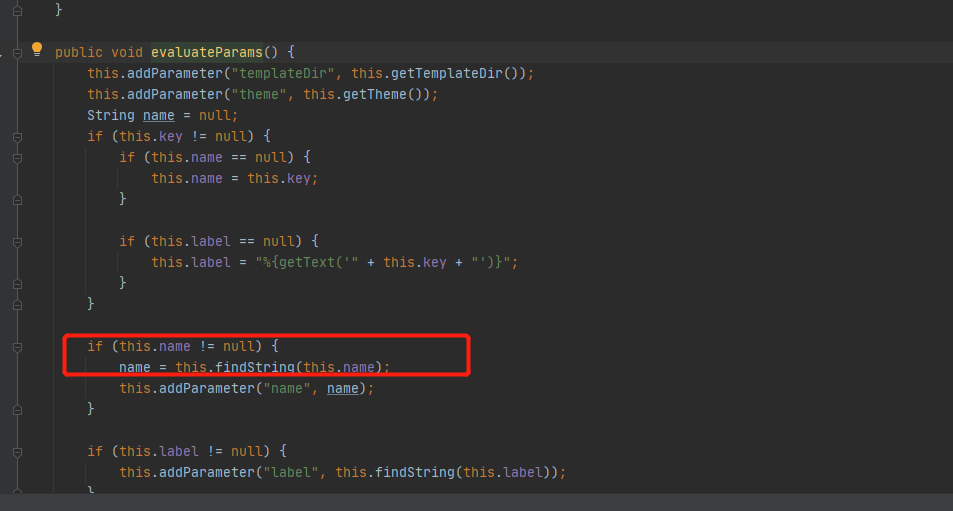 }
public void evaluateParams() {
this.addParameter("templateDir", this.getTemplateDir());
this.addParameter("theme", this.getTheme());
String name = null;
if (this.key != null) {
if (this.name == null) {
this.name = this.key;
}
if (this.label == null) {
this.label = "%{getText('" + this.key + "')}";
}
}
if (this.name != null) {
name = this.findString(this.name);
this.addParameter("name", name);
}
if (this.label != null) {
this.addParameter("label", this.findString(this.label));
}